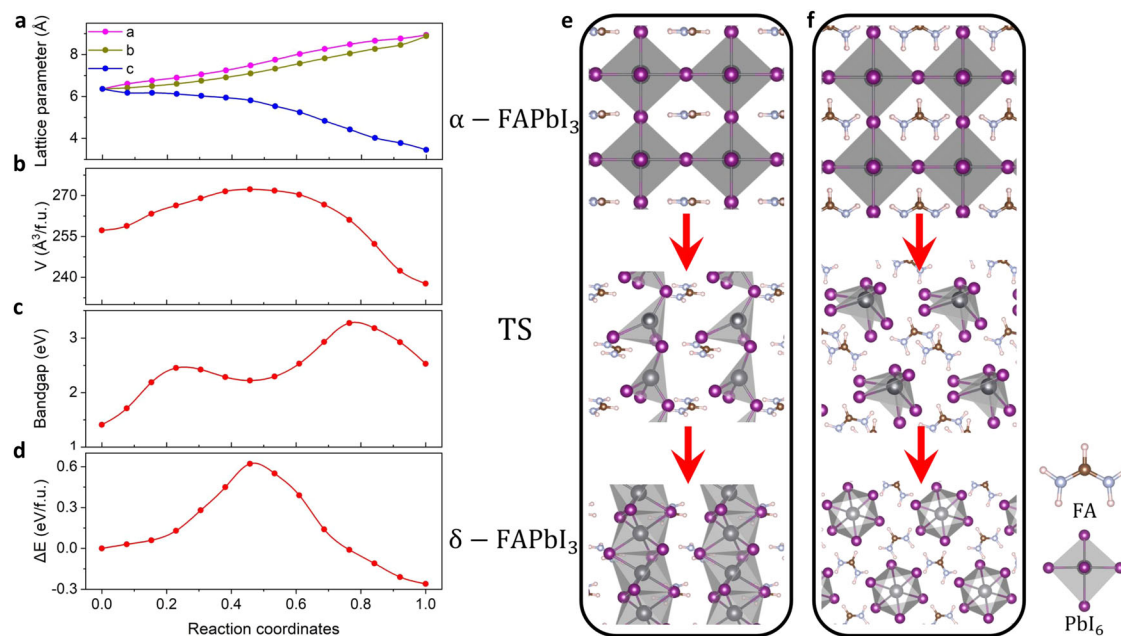 a
Lattice parameter (Å)
8
6
4
a
b
c
b
V (Å³/f.u.)
270
255
240
c
Bandgap (eV)
3
2
1
d
ΔE (eV/f.u.)
0.6
0.0
-0.3
0.0 0.2 0.4 0.6 0.8 1.0
Reaction coordinates
α − FAPbI₃
TS
δ − FAPbI₃
e
f
FA
PbI₆